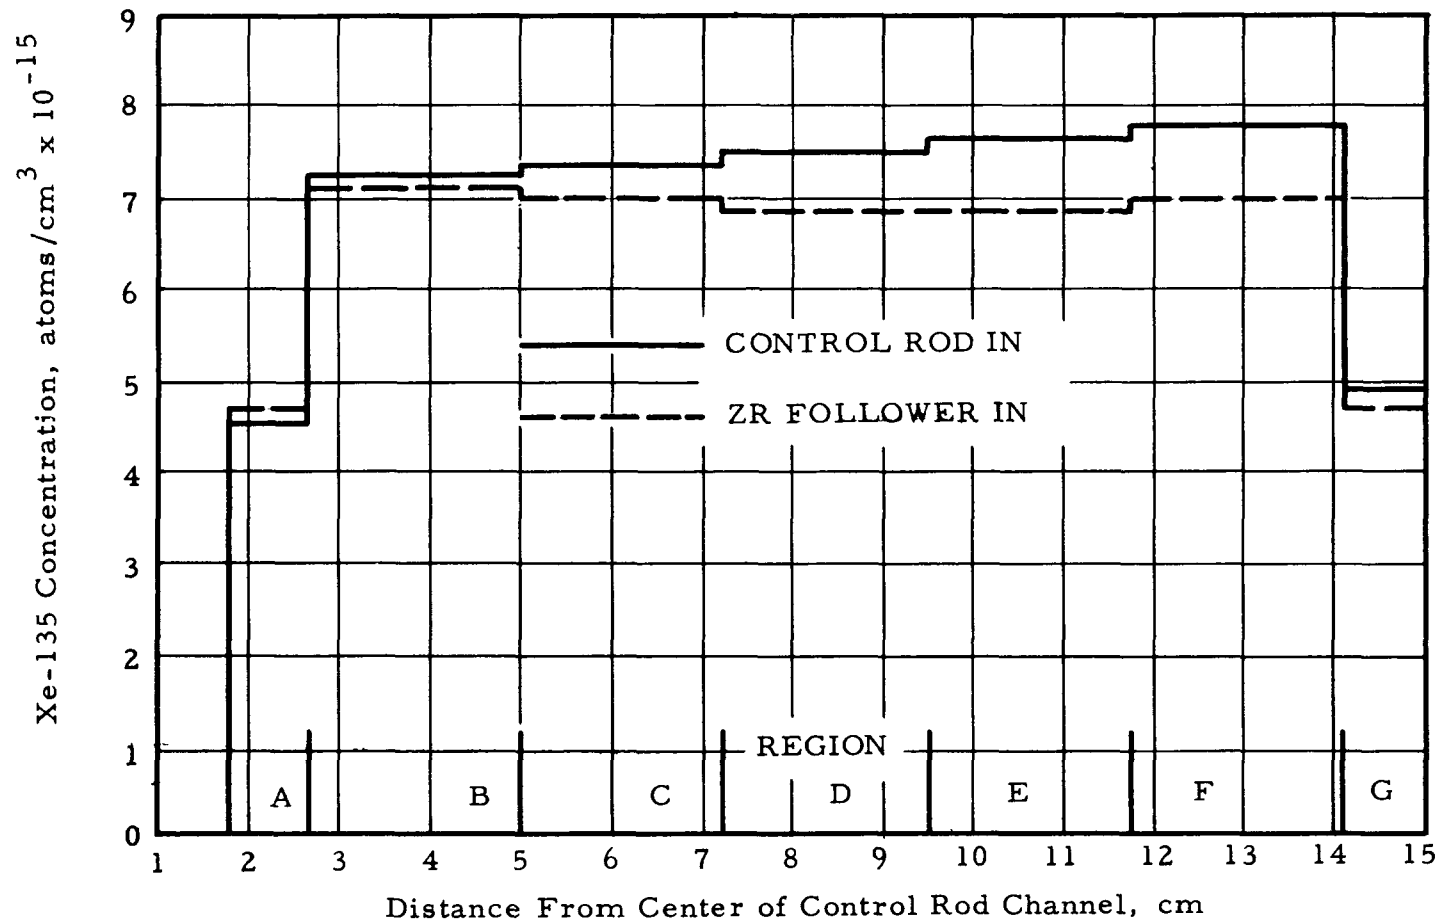 Xe-135 Concentration, atoms/cm³ x 10⁻¹⁵
9
8
7
6
5
4
3
2
1
0
CONTROL ROD IN
ZR FOLLOWER IN
REGION
A B C D E F G
1 2 3 4 5 6 7 8 9 10 11 12 13 14 15
Distance From Center of Control Rod Channel, cm